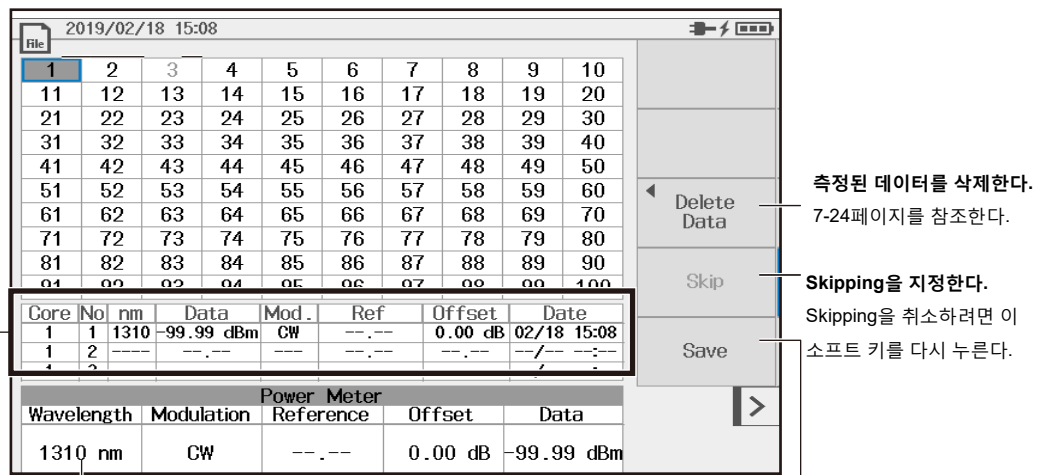 File 2019/02/18 15:08
1 2 3 4 5 6 7 8 9 10
11 12 13 14 15 16 17 18 19 20
21 22 23 24 25 26 27 28 29 30
31 32 33 34 35 36 37 38 39 40
41 42 43 44 45 46 47 48 49 50
51 52 53 54 55 56 57 58 59 60
61 62 63 64 65 66 67 68 69 70
71 72 73 74 75 76 77 78 79 80
81 82 83 84 85 86 87 88 89 90
91 92 93 94 95 96 97 98 99 100
Core No nm Data Mod. Ref Offset Date
1 1 1310 -99.99 dBm CW --.-- 0.00 dB 02/18 15:08
1 2 ---- --.-- --- --.-- --.-- --/-- --:--
Power Meter
Wavelength Modulation Reference Offset Data
1310 nm CW --.-- 0.00 dB -99.99 dBm
Delete
Data
Skip
Save
>
측정된 데이터를 삭제한다.
7-24페이지를 참조한다.
Skipping을 지정한다.
Skipping을 취소하려면 이
소프트 키를 다시 누른다.